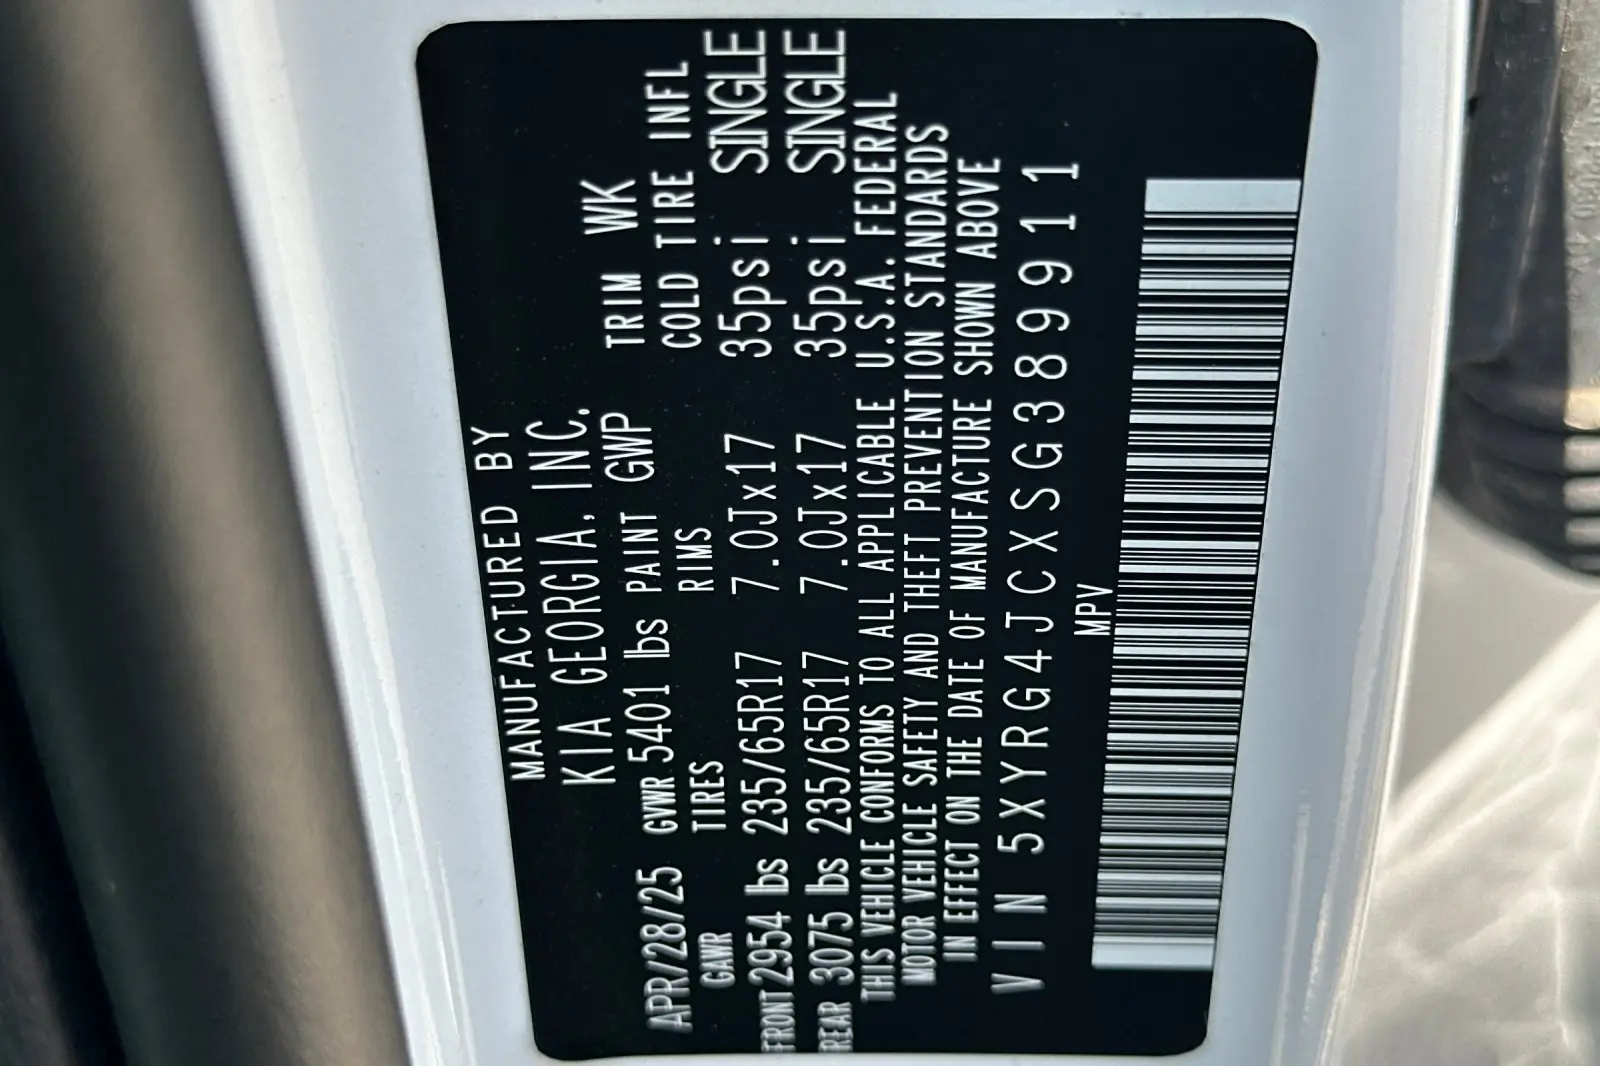 MANUFACTURED BY
KIA GEORGIA, INC.
APR/28/25 GVWR 5401 lbs PAINT GWP TRIM WK
GAWR TIRES RIMS COLD TIRE INFL
FRONT 2954 lbs 235/65R17 7.0Jx17 35psi SINGLE
REAR 3075 lbs 235/65R17 7.0Jx17 35psi SINGLE
THIS VEHICLE CONFORMS TO ALL APPLICABLE U.S.A. FEDERAL
MOTOR VEHICLE SAFETY AND THEFT PREVENTION STANDARDS
IN EFFECT ON THE DATE OF MANUFACTURE SHOWN ABOVE
VIN 5XYRG4JCXSG389911
MPV